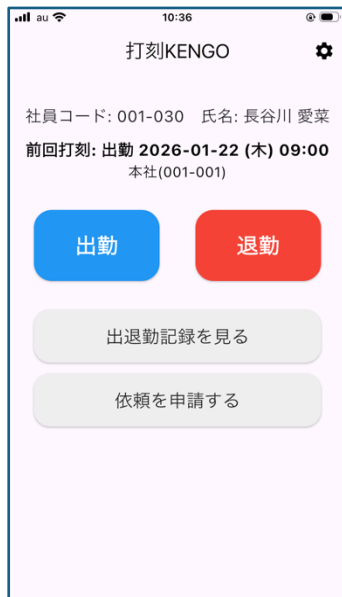 au 10:36
打刻KENGO
社員コード: 001-030 氏名: 長谷川 愛菜
前回打刻: 出勤 2026-01-22 (木) 09:00
本社(001-001)
出勤 退勤
出退勤記録を見る
依頼を申請する